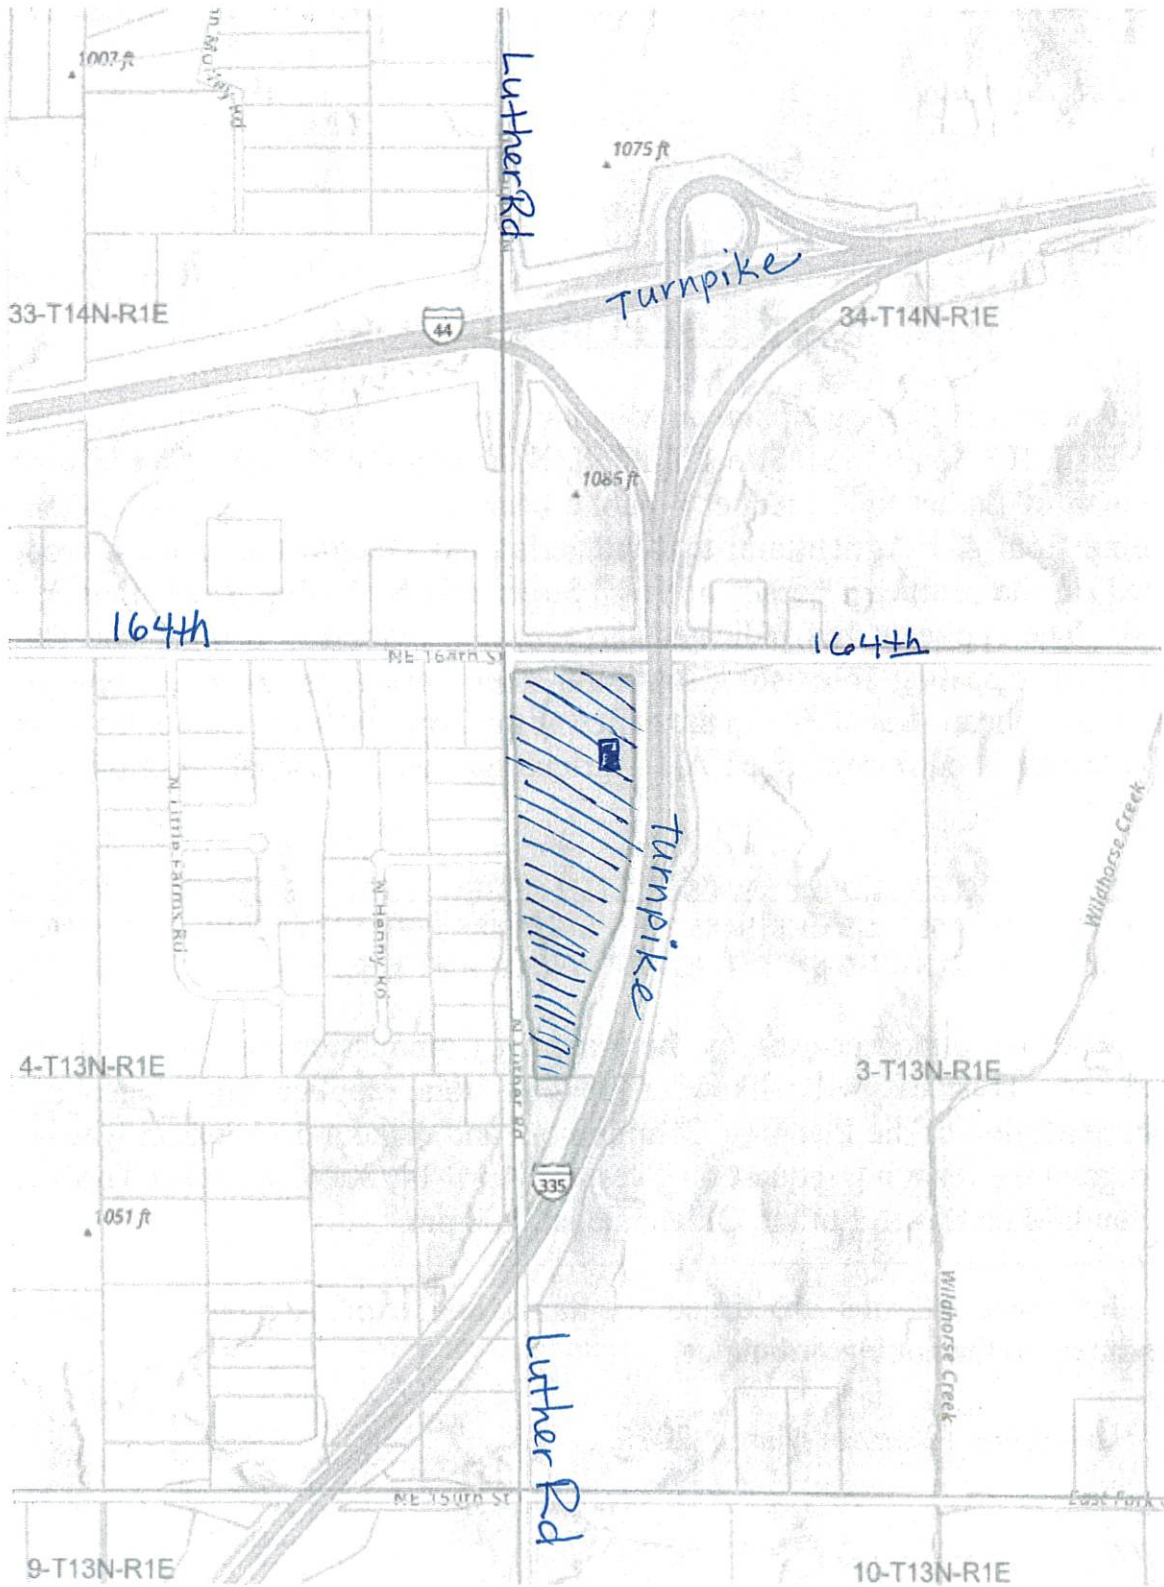 1007 ft
Luther Rd
1075 ft
Turnpike
33-T14N-R1E
44
34-T14N-R1E
1085 ft
164th
164th
NE 164th St
N Little Farms Rd
N Henny Rd
Turnpike
Wildhorse Creek
N Luther Rd
4-T13N-R1E
3-T13N-R1E
335
1051 ft
Wildhorse Creek
Luther Rd
NE 150th St
East Fork
9-T13N-R1E
10-T13N-R1E